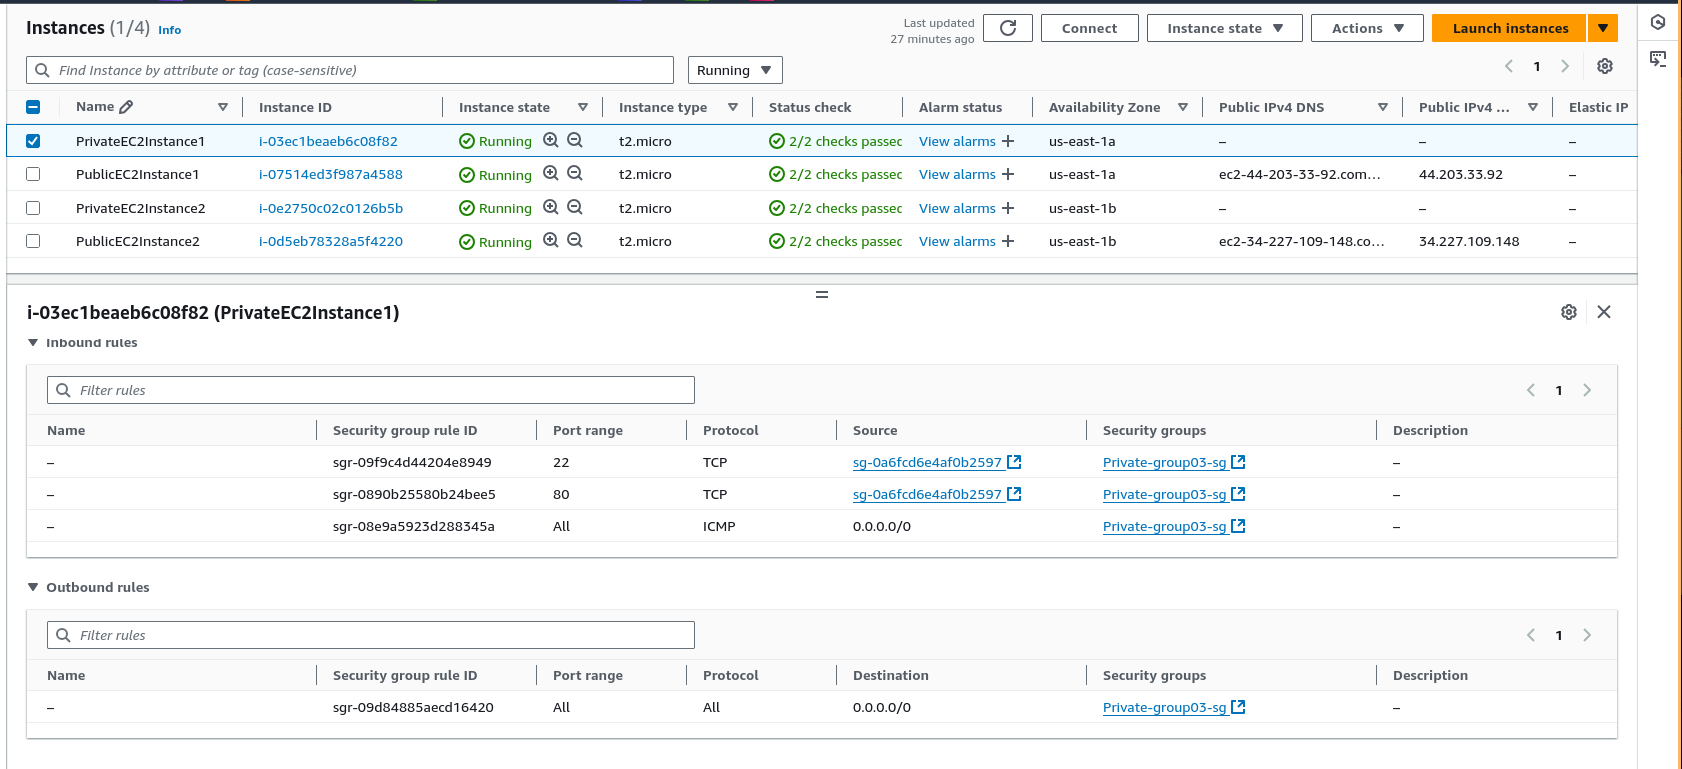 Instances (1/4) Info
Last updated
27 minutes ago
Connect Instance state Actions Launch instances
Find Instance by attribute or tag (case-sensitive) Running 1
Name Instance ID Instance state Instance type Status check Alarm status Availability Zone Public IPv4 DNS Public IPv4 ... Elastic IP
PrivateEC2Instance1 i-03ec1beaeb6c08f82 Running t2.micro 2/2 checks passec View alarms + us-east-1a – – –
PublicEC2Instance1 i-07514ed3f987a4588 Running t2.micro 2/2 checks passec View alarms + us-east-1a ec2-44-203-33-92.com... 44.203.33.92 –
PrivateEC2Instance2 i-0e2750c02c0126b5b Running t2.micro 2/2 checks passec View alarms + us-east-1b – – –
PublicEC2Instance2 i-0d5eb78328a5f4220 Running t2.micro 2/2 checks passec View alarms + us-east-1b ec2-34-227-109-148.co... 34.227.109.148 –
i-03ec1beaeb6c08f82 (PrivateEC2Instance1)
Inbound rules
Filter rules 1
Name Security group rule ID Port range Protocol Source Security groups Description
– sgr-09f9c4d44204e8949 22 TCP sg-0a6fcd6e4af0b2597 Private-group03-sg –
– sgr-0890b25580b24bee5 80 TCP sg-0a6fcd6e4af0b2597 Private-group03-sg –
– sgr-08e9a5923d288345a All ICMP 0.0.0.0/0 Private-group03-sg –
Outbound rules
Filter rules 1
Name Security group rule ID Port range Protocol Destination Security groups Description
– sgr-09d84885aecd16420 All All 0.0.0.0/0 Private-group03-sg –